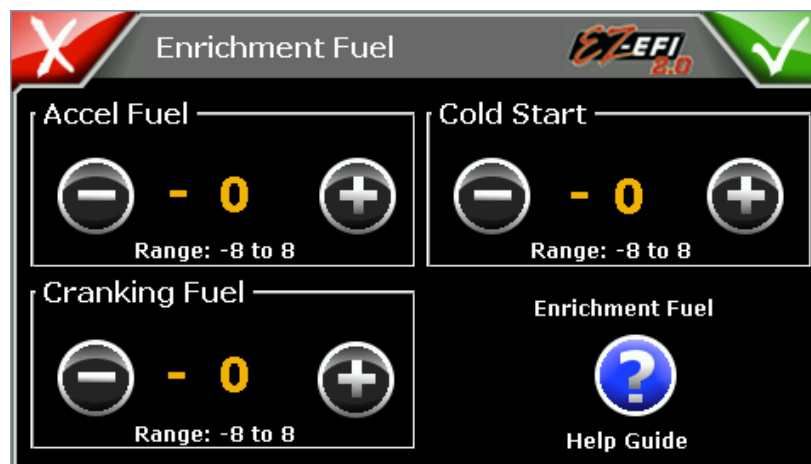 X Enrichment Fuel EZ-EFI 2.0
Accel Fuel
- 0
Range: -8 to 8
Cold Start
- 0
Range: -8 to 8
Cranking Fuel
- 0
Range: -8 to 8
Enrichment Fuel
?
Help Guide